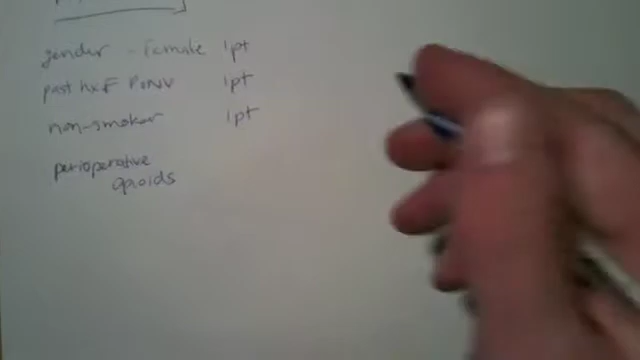 gender - Female 1pt
past hx of PONV 1pt
non-smoker 1pt
perioperative
opioids